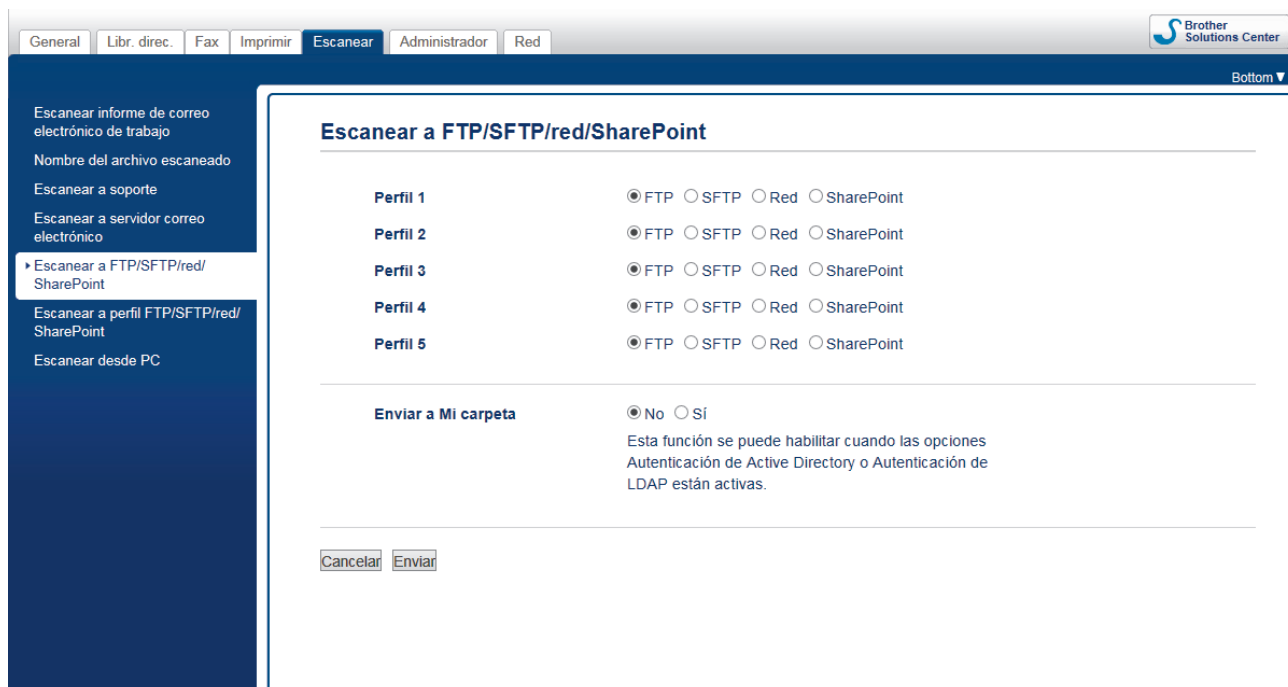 General Libr. direc. Fax Imprimir Escanear Administrador Red
Brother
Solutions Center
Bottom ▼
Escanear informe de correo
electrónico de trabajo
Nombre del archivo escaneado
Escanear a soporte
Escanear a servidor correo
electrónico
Escanear a FTP/SFTP/red/
SharePoint
Escanear a perfil FTP/SFTP/red/
SharePoint
Escanear desde PC
Escanear a FTP/SFTP/red/SharePoint
Perfil 1 FTP SFTP Red SharePoint
Perfil 2 FTP SFTP Red SharePoint
Perfil 3 FTP SFTP Red SharePoint
Perfil 4 FTP SFTP Red SharePoint
Perfil 5 FTP SFTP Red SharePoint
Enviar a Mi carpeta No Sí
Esta función se puede habilitar cuando las opciones
Autenticación de Active Directory o Autenticación de
LDAP están activas.
Cancelar Enviar